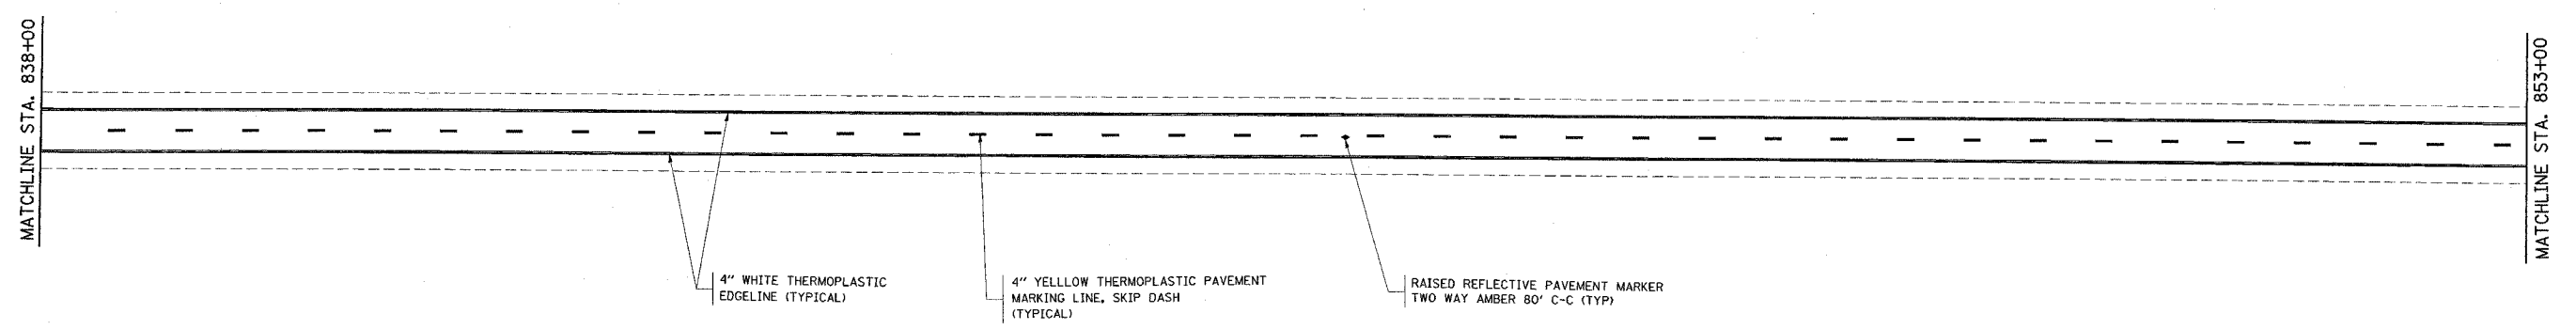 MATCHLINE STA. 838+00
4" WHITE THERMOPLASTIC
EDGELINE (TYPICAL)
4" YELLLOW THERMOPLASTIC PAVEMENT
MARKING LINE, SKIP DASH
(TYPICAL)
RAISED REFLECTIVE PAVEMENT MARKER
TWO WAY AMBER 80' C-C (TYP)
MATCHLINE STA. 853+00